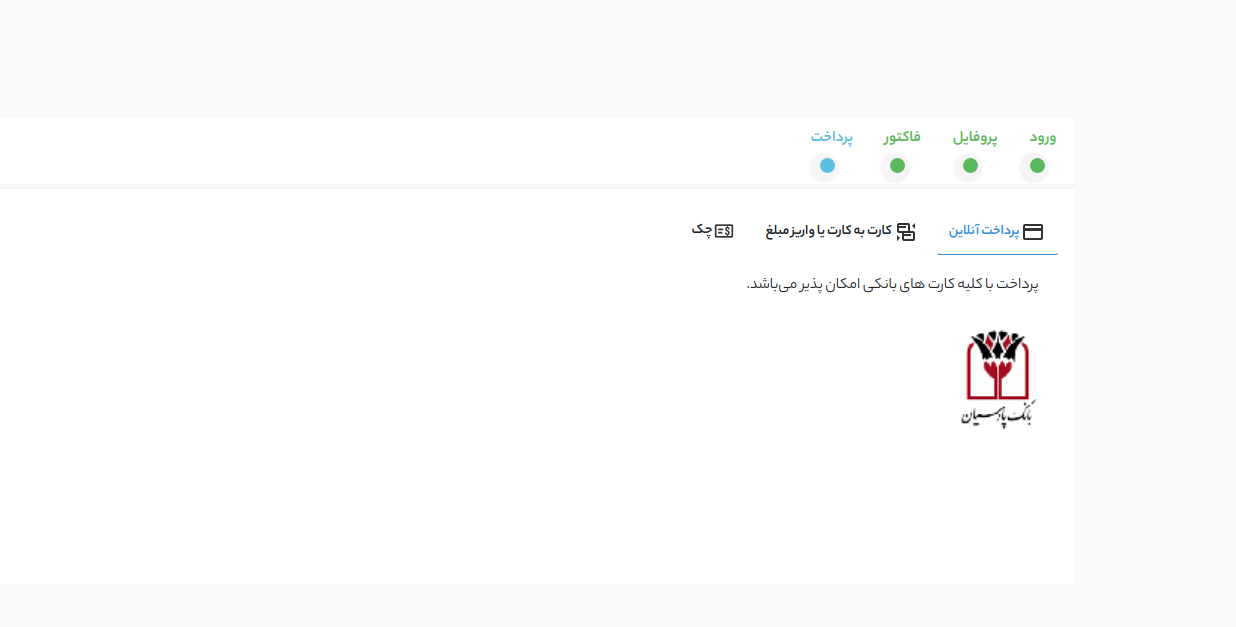 ورود پروفایل فاکتور پرداخت
پرداخت آنلاین کارت به کارت یا واریز مبلغ چک
پرداخت با کلیه کارت های بانکی امکان پذیر می‌باشد.
بانک پارسیان